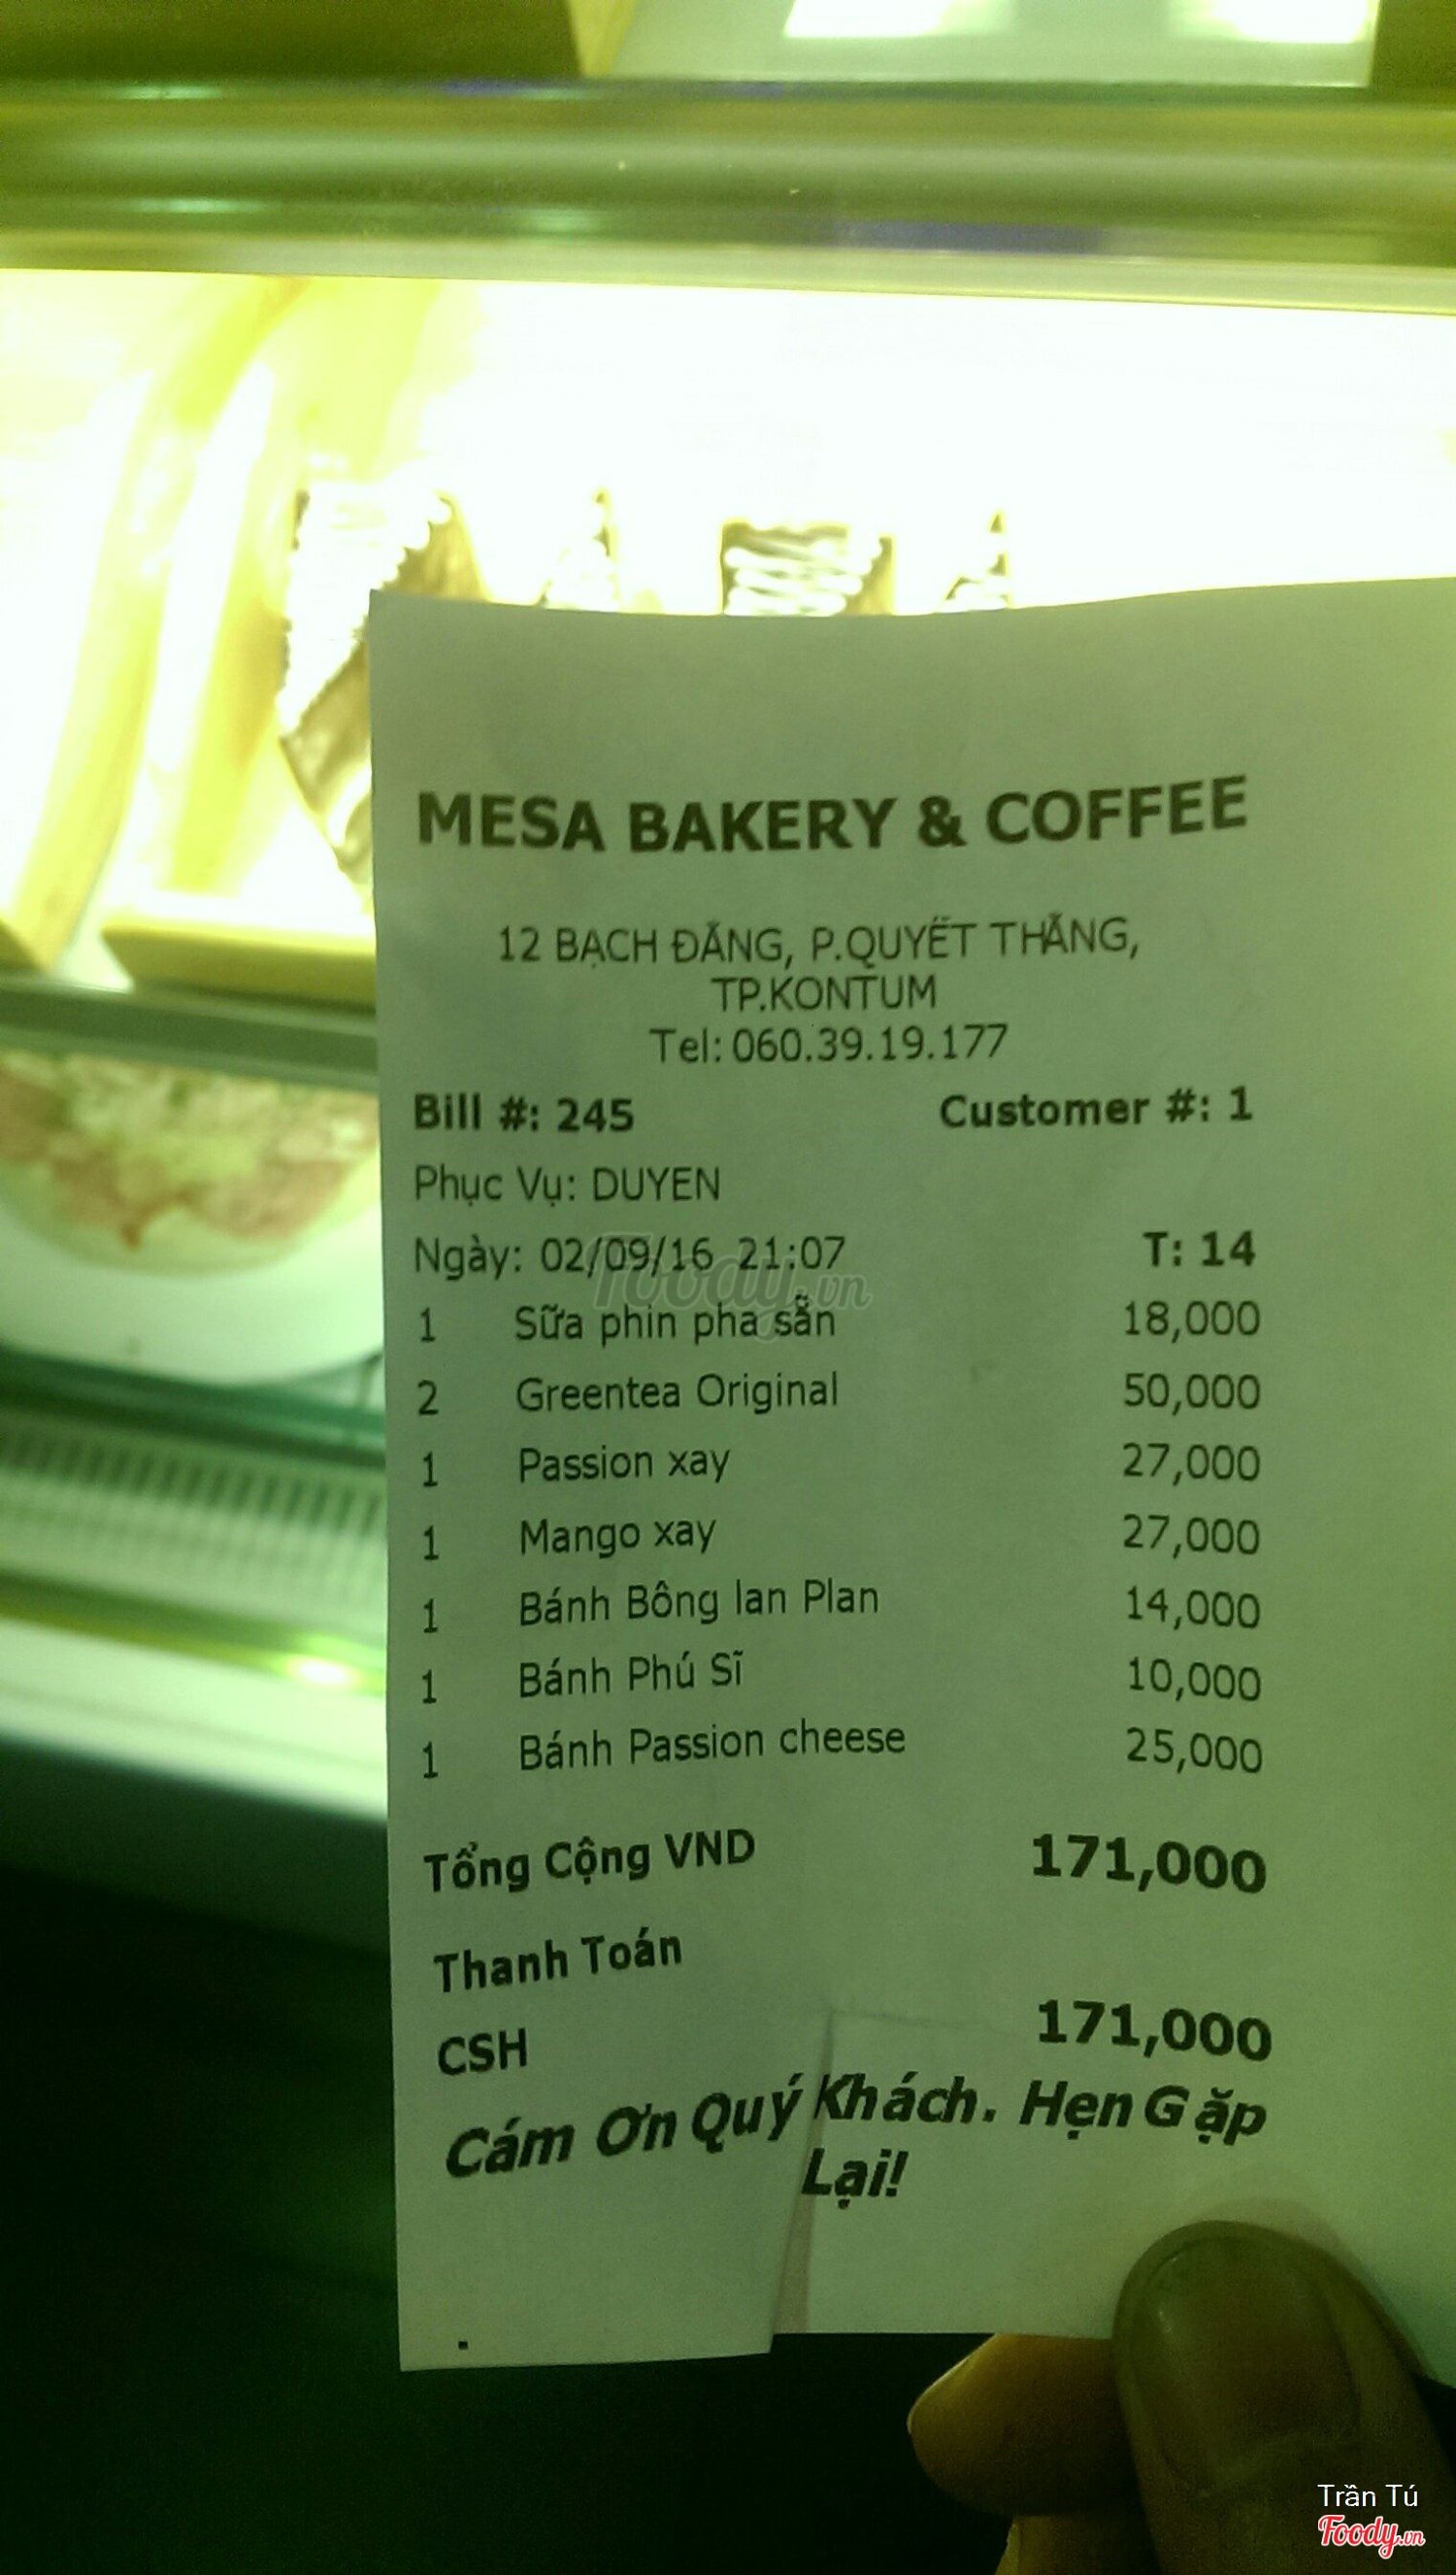 MESA BAKERY & COFFEE
12 BẠCH ĐẰNG, P.QUYẾT THẮNG,
TP.KONTUM
Tel: 060.39.19.177
Bill #: 245 Customer #: 1
Phục Vụ: DUYEN
Ngày: 02/09/16 21:07 T: 14
1 Sữa phin pha sẵn 18,000
2 Greentea Original 50,000
1 Passion xay 27,000
1 Mango xay 27,000
1 Bánh Bông lan Plan 14,000
1 Bánh Phú Sĩ 10,000
1 Bánh Passion cheese 25,000
Tổng Cộng VND 171,000
Thanh Toán
CSH 171,000
Cám Ơn Quý Khách. Hẹn Gặp
Lại!
Foody.vn
Trần Tú
Foody.vn